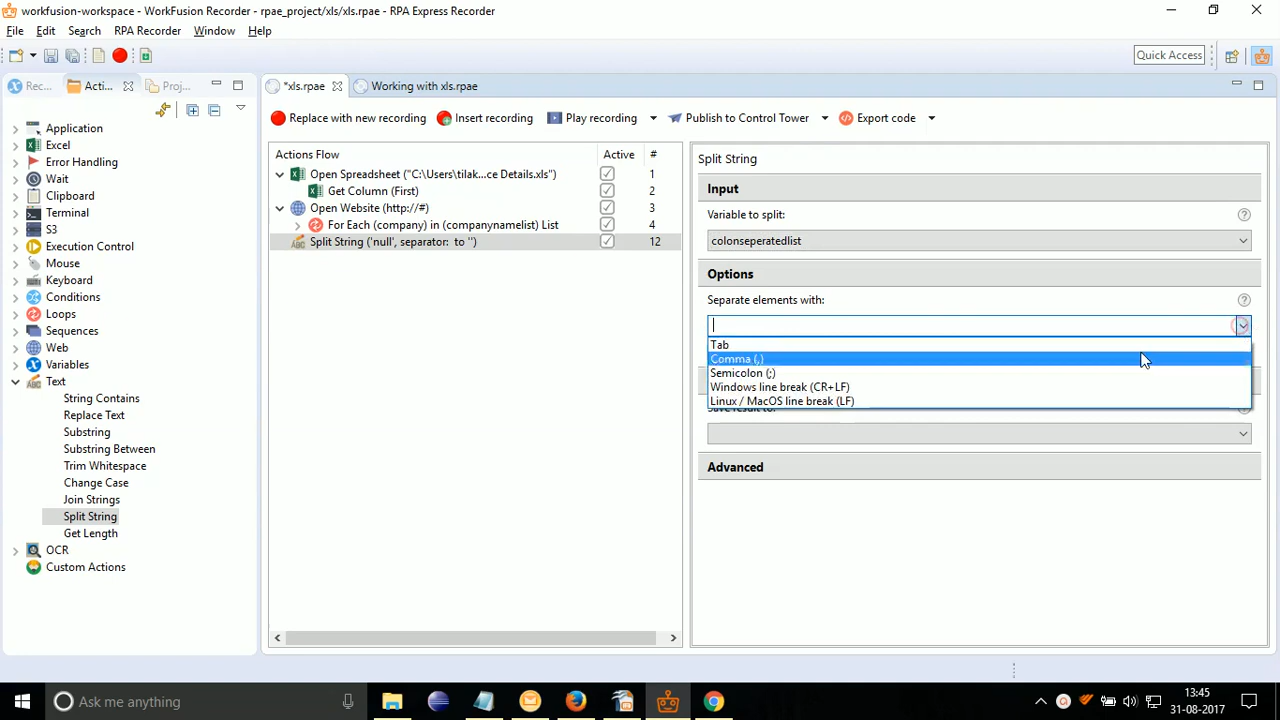 workfusion-workspace - WorkFusion Recorder - rpae_project/xls/xls.rpae - RPA Express Recorder
File Edit Search RPA Recorder Window Help
Quick Access
Rec... Acti... Proj...
*xls.rpae Working with xls.rpae
Replace with new recording Insert recording Play recording Publish to Control Tower Export code
Application
Excel
Error Handling
Wait
Clipboard
Terminal
S3
Execution Control
Mouse
Keyboard
Conditions
Loops
Sequences
Web
Variables
Text
String Contains
Replace Text
Substring
Substring Between
Trim Whitespace
Change Case
Join Strings
Split String
Get Length
OCR
Custom Actions
Actions Flow Active #
Open Spreadsheet ("C:\Users\tilak...ce Details.xls") 1
Get Column (First) 2
Open Website (http://#) 3
For Each (company) in (companynamelist) List 4
Split String ('null', separator: to '') 12
Split String
Input
Variable to split:
colonseperatedlist
Options
Separate elements with:
Tab
Comma (,)
Semicolon (;)
Windows line break (CR+LF)
Linux / MacOS line break (LF)
Save result to:
Advanced
Ask me anything
13:45
31-08-2017